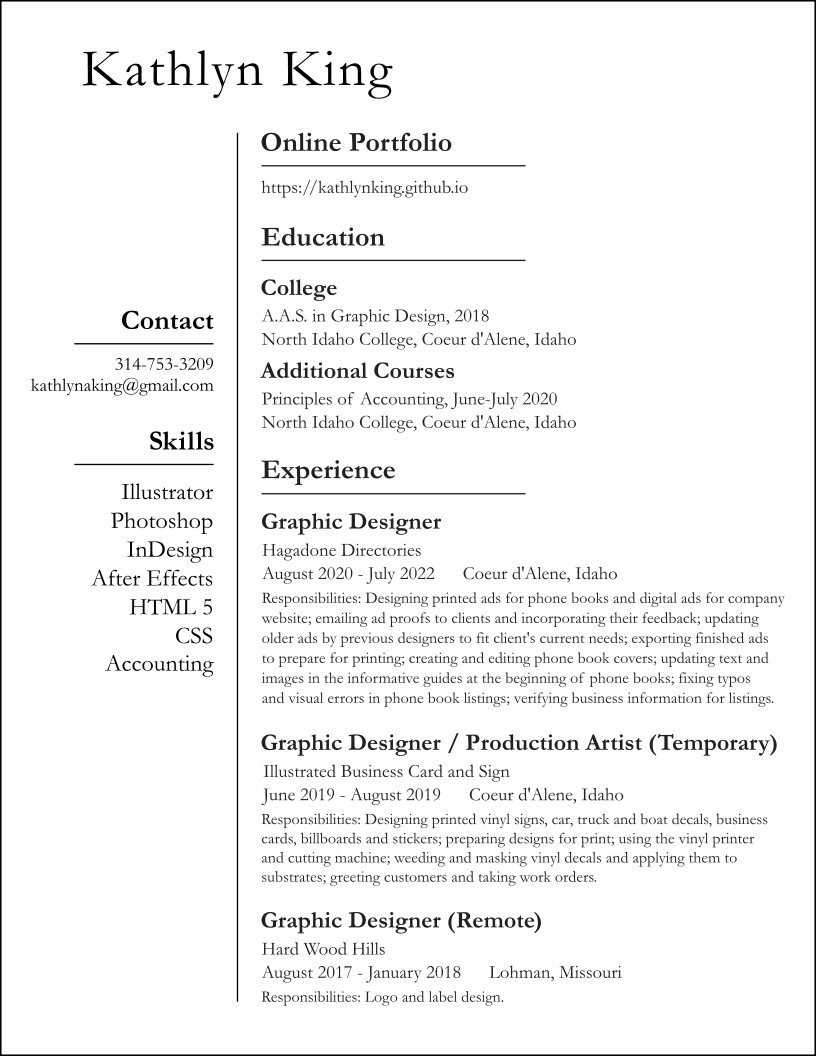 Kathlyn King
Contact
314-753-3209
kathlynaking@gmail.com
Skills
Illustrator
Photoshop
InDesign
After Effects
HTML 5
CSS
Accounting
Online Portfolio
https://kathlynking.github.io
Education
College
A.A.S. in Graphic Design, 2018
North Idaho College, Coeur d'Alene, Idaho
Additional Courses
Principles of Accounting, June-July 2020
North Idaho College, Coeur d'Alene, Idaho
Experience
Graphic Designer
Hagadone Directories
August 2020 - July 2022 Coeur d'Alene, Idaho
Responsibilities: Designing printed ads for phone books and digital ads for company
website; emailing ad proofs to clients and incorporating their feedback; updating
older ads by previous designers to fit client's current needs; exporting finished ads
to prepare for printing; creating and editing phone book covers; updating text and
images in the informative guides at the beginning of phone books; fixing typos
and visual errors in phone book listings; verifying business information for listings.
Graphic Designer / Production Artist (Temporary)
Illustrated Business Card and Sign
June 2019 - August 2019 Coeur d'Alene, Idaho
Responsibilities: Designing printed vinyl signs, car, truck and boat decals, business
cards, billboards and stickers; preparing designs for print; using the vinyl printer
and cutting machine; weeding and masking vinyl decals and applying them to
substrates; greeting customers and taking work orders.
Graphic Designer (Remote)
Hard Wood Hills
August 2017 - January 2018 Lohman, Missouri
Responsibilities: Logo and label design.